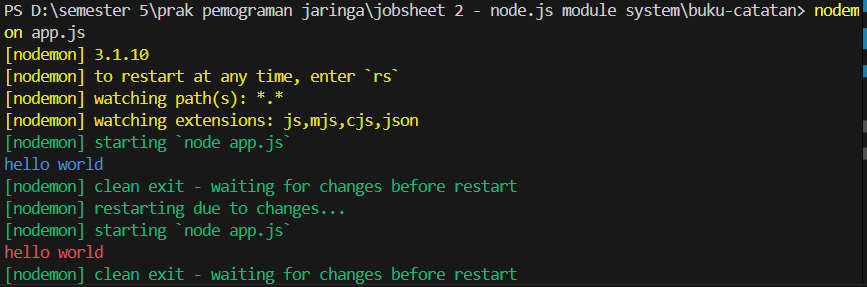 PS D:\semester 5\prak pemograman jaringa\jobsheet 2 - node.js module system\buku-catatan> nodem
on app.js
[nodemon] 3.1.10
[nodemon] to restart at any time, enter `rs`
[nodemon] watching path(s): *.*
[nodemon] watching extensions: js,mjs,cjs,json
[nodemon] starting `node app.js`
hello world
[nodemon] clean exit - waiting for changes before restart
[nodemon] restarting due to changes...
[nodemon] starting `node app.js`
hello world
[nodemon] clean exit - waiting for changes before restart